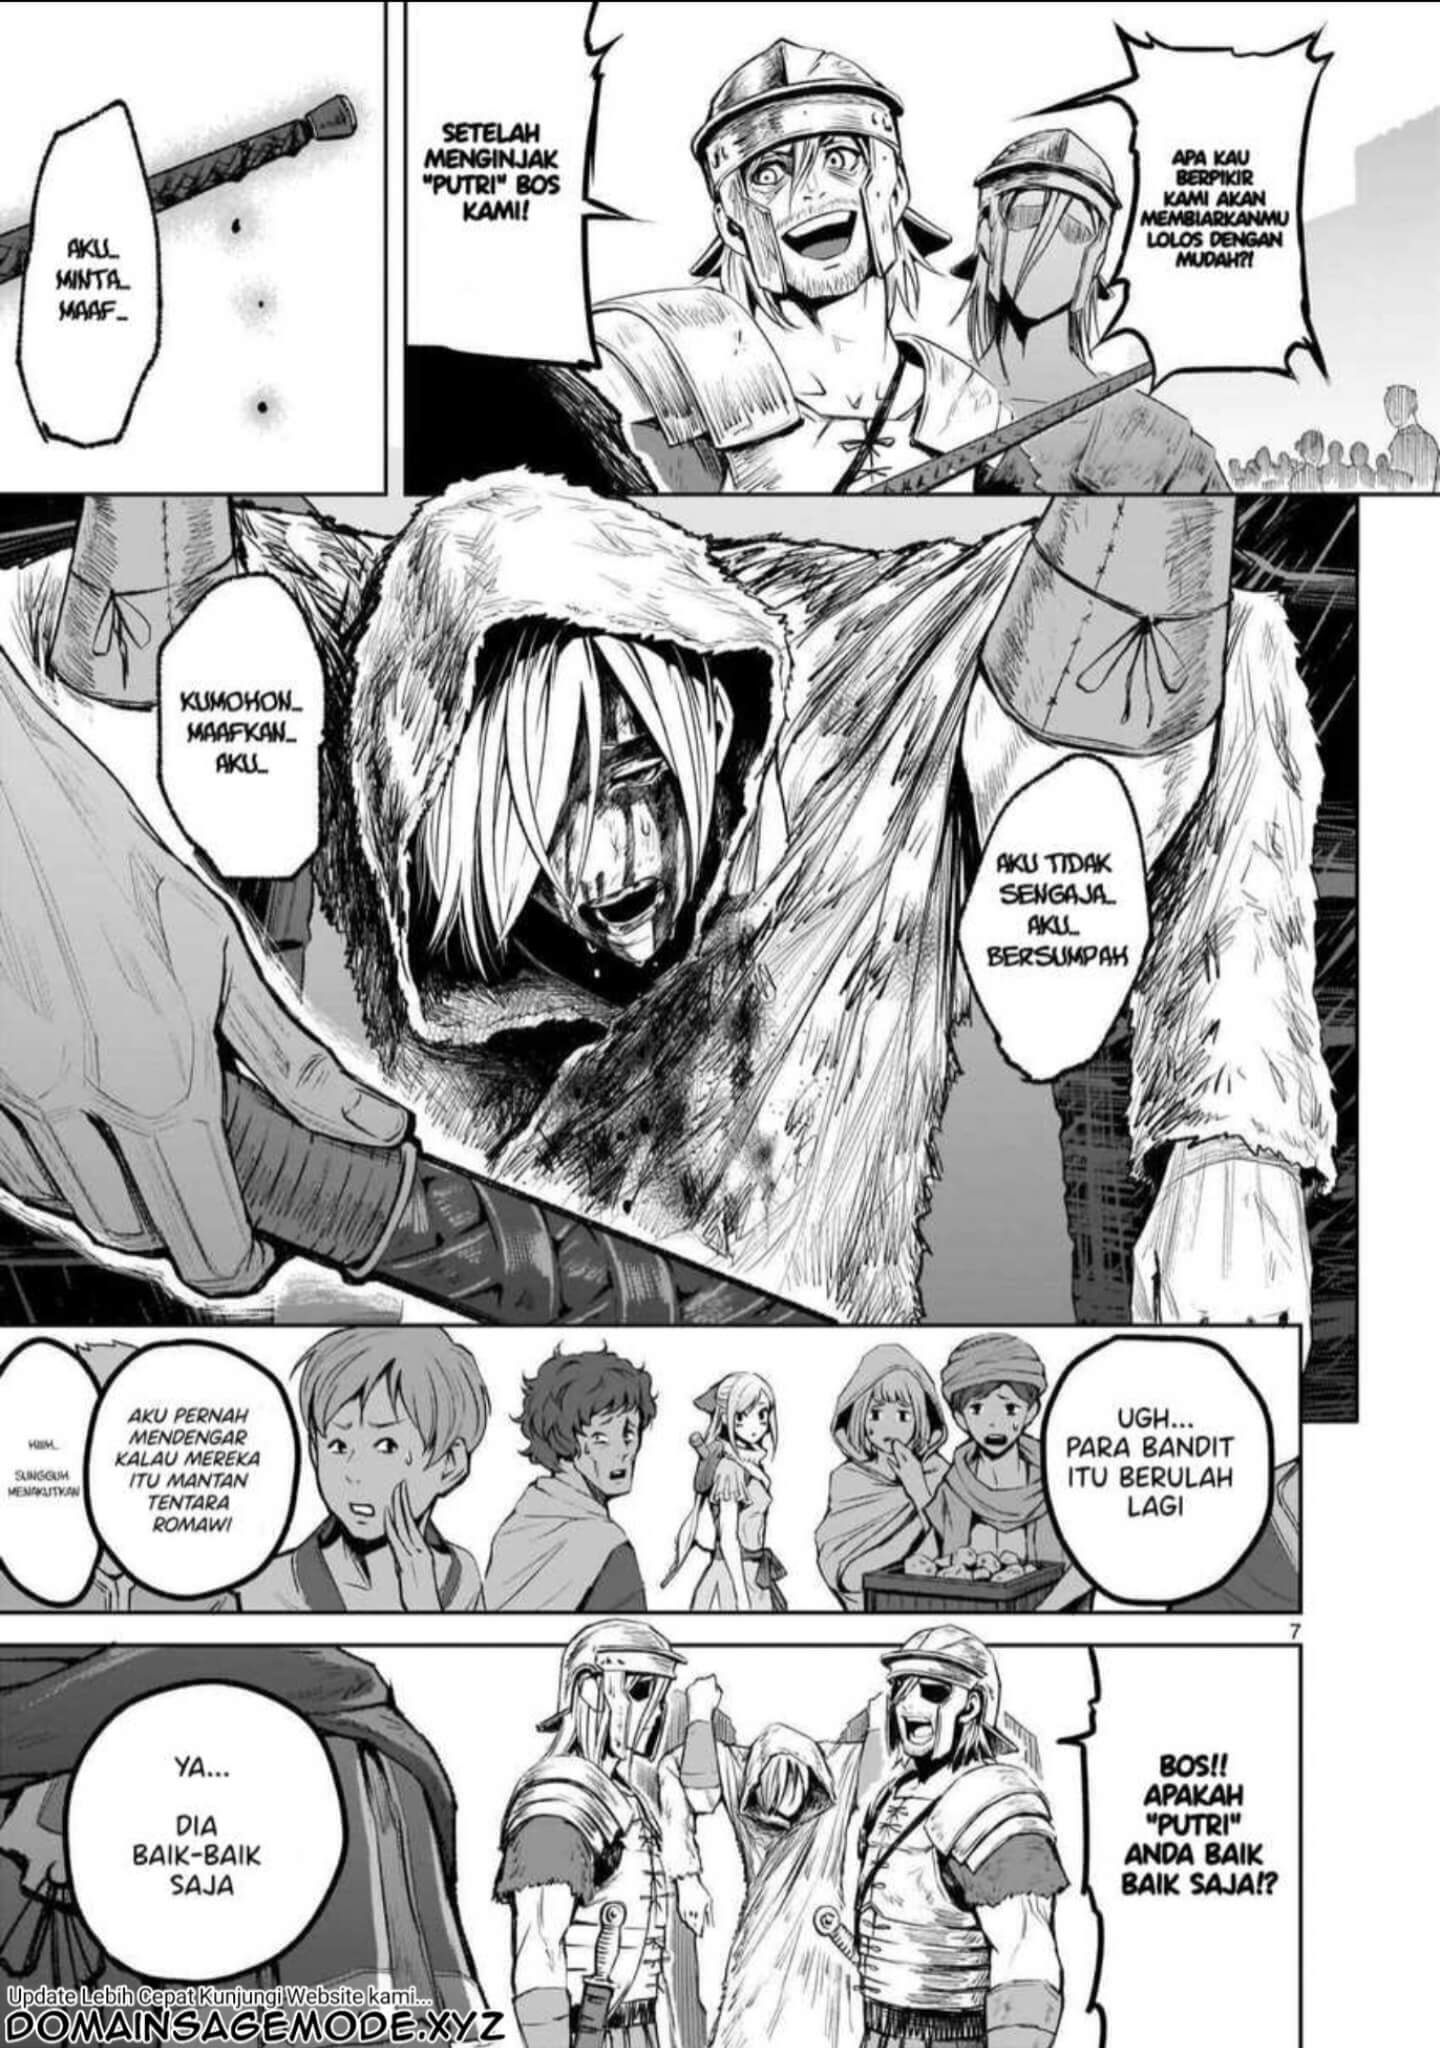 APA KAU
BERPIKIR
KAMI AKAN
MEMBIARKANMU
LOLOS DENGAN
MUDAH?!
SETELAH
MENGINJAK
"PUTRI" BOS
KAMI!
AKU...
MINTA...
MAAF...
KUMOHON...
MAAFKAN...
AKU...
AKU TIDAK
SENGAJA...
AKU...
BERSUMPAH
UGH...
PARA BANDIT
ITU BERULAH
LAGI
AKU PERNAH
MENDENGAR
KALAU MEREKA
ITU MANTAN
TENTARA
ROMAWI
HIIH...
SUNGGUH
MENAKUTKAN
7
BOS!!
APAKAH
"PUTRI"
ANDA BAIK
BAIK SAJA!?
YA...
DIA
BAIK-BAIK
SAJA
Update Lebih Cepat Kunjungi Website kami...
DOMAINSAGEMODE.XYZ